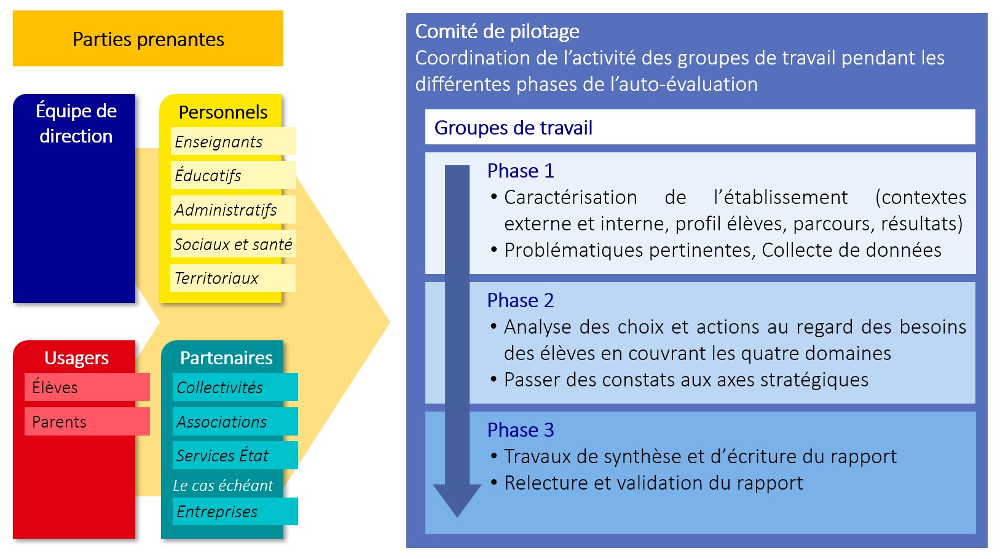 Parties prenantes
Équipe de
direction
Personnels
Enseignants
Éducatifs
Administratifs
Sociaux et santé
Territoriaux
Usagers
Élèves
Parents
Partenaires
Collectivités
Associations
Services État
Le cas échéant
Entreprises
Comité de pilotage
Coordination de l’activité des groupes de travail pendant les
différentes phases de l’auto-évaluation
Groupes de travail
Phase 1
• Caractérisation de l’établissement (contextes
externe et interne, profil élèves, parcours, résultats)
• Problématiques pertinentes, Collecte de données
Phase 2
• Analyse des choix et actions au regard des besoins
des élèves en couvrant les quatre domaines
• Passer des constats aux axes stratégiques
Phase 3
• Travaux de synthèse et d’écriture du rapport
• Relecture et validation du rapport